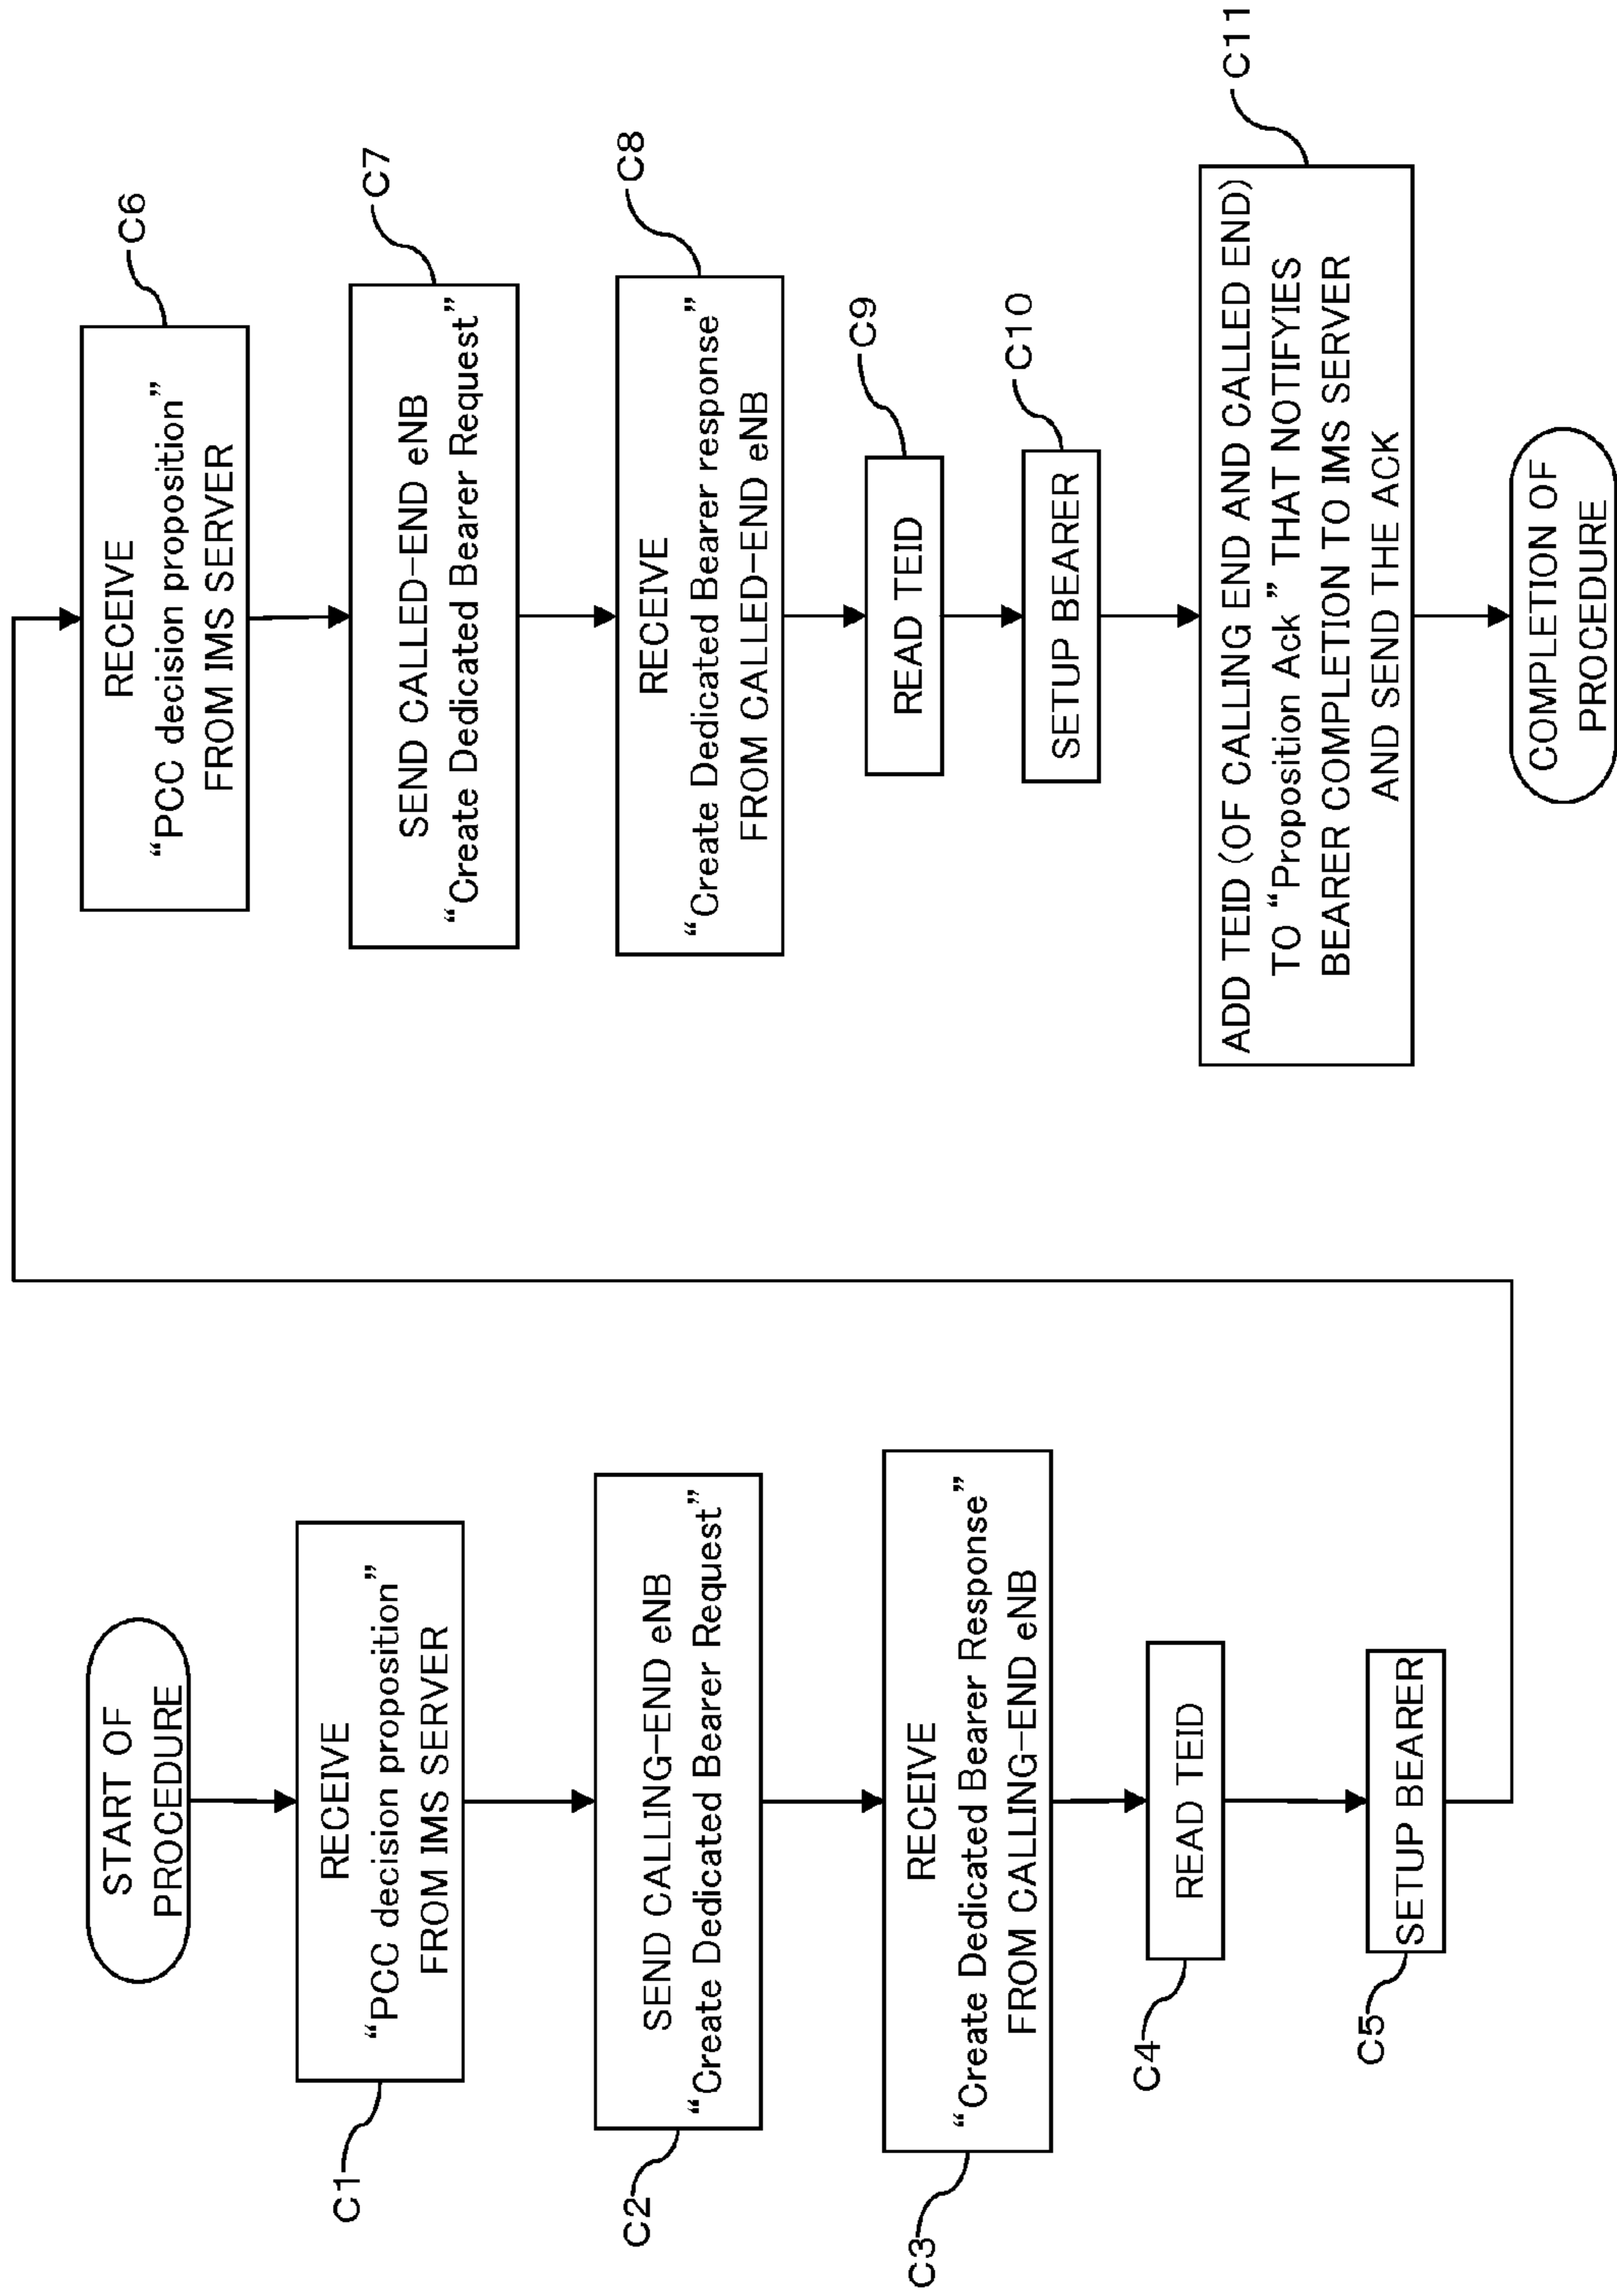 START OF
PROCEDURE
RECEIVE
“PCC decision proposition”
FROM IMS SERVER
C1
SEND CALLING-END eNB
“Create Dedicated Bearer Request”
C2
RECEIVE
“Create Dedicated Bearer Response”
FROM CALLING-END eNB
C3
READ TEID
C4
SETUP BEARER
C5
RECEIVE
“PCC decision proposition”
FROM IMS SERVER
C6
SEND CALLED-END eNB
“Create Dedicated Bearer Request”
C7
RECEIVE
“Create Dedicated Bearer response”
FROM CALLED-END eNB
C8
READ TEID
C9
SETUP BEARER
C10
ADD TEID (OF CALLING END AND CALLED END)
TO “Proposition Ack” THAT NOTIFYIES
BEARER COMPLETION TO IMS SERVER
AND SEND THE ACK
C11
COMPLETION OF
PROCEDURE